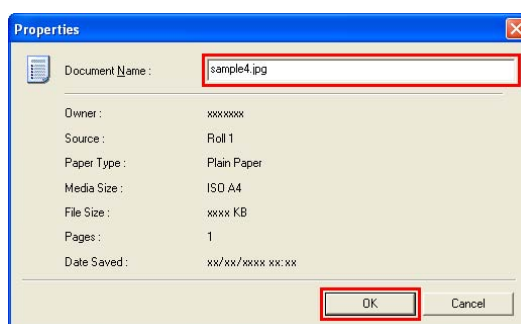 Properties
Document Name : sample4.jpg
Owner : xxxxxxx
Source : Roll 1
Paper Type : Plain Paper
Media Size : ISO A4
File Size : xxxx KB
Pages : 1
Date Saved : xx/xx/xxxx xx:xx
OK Cancel